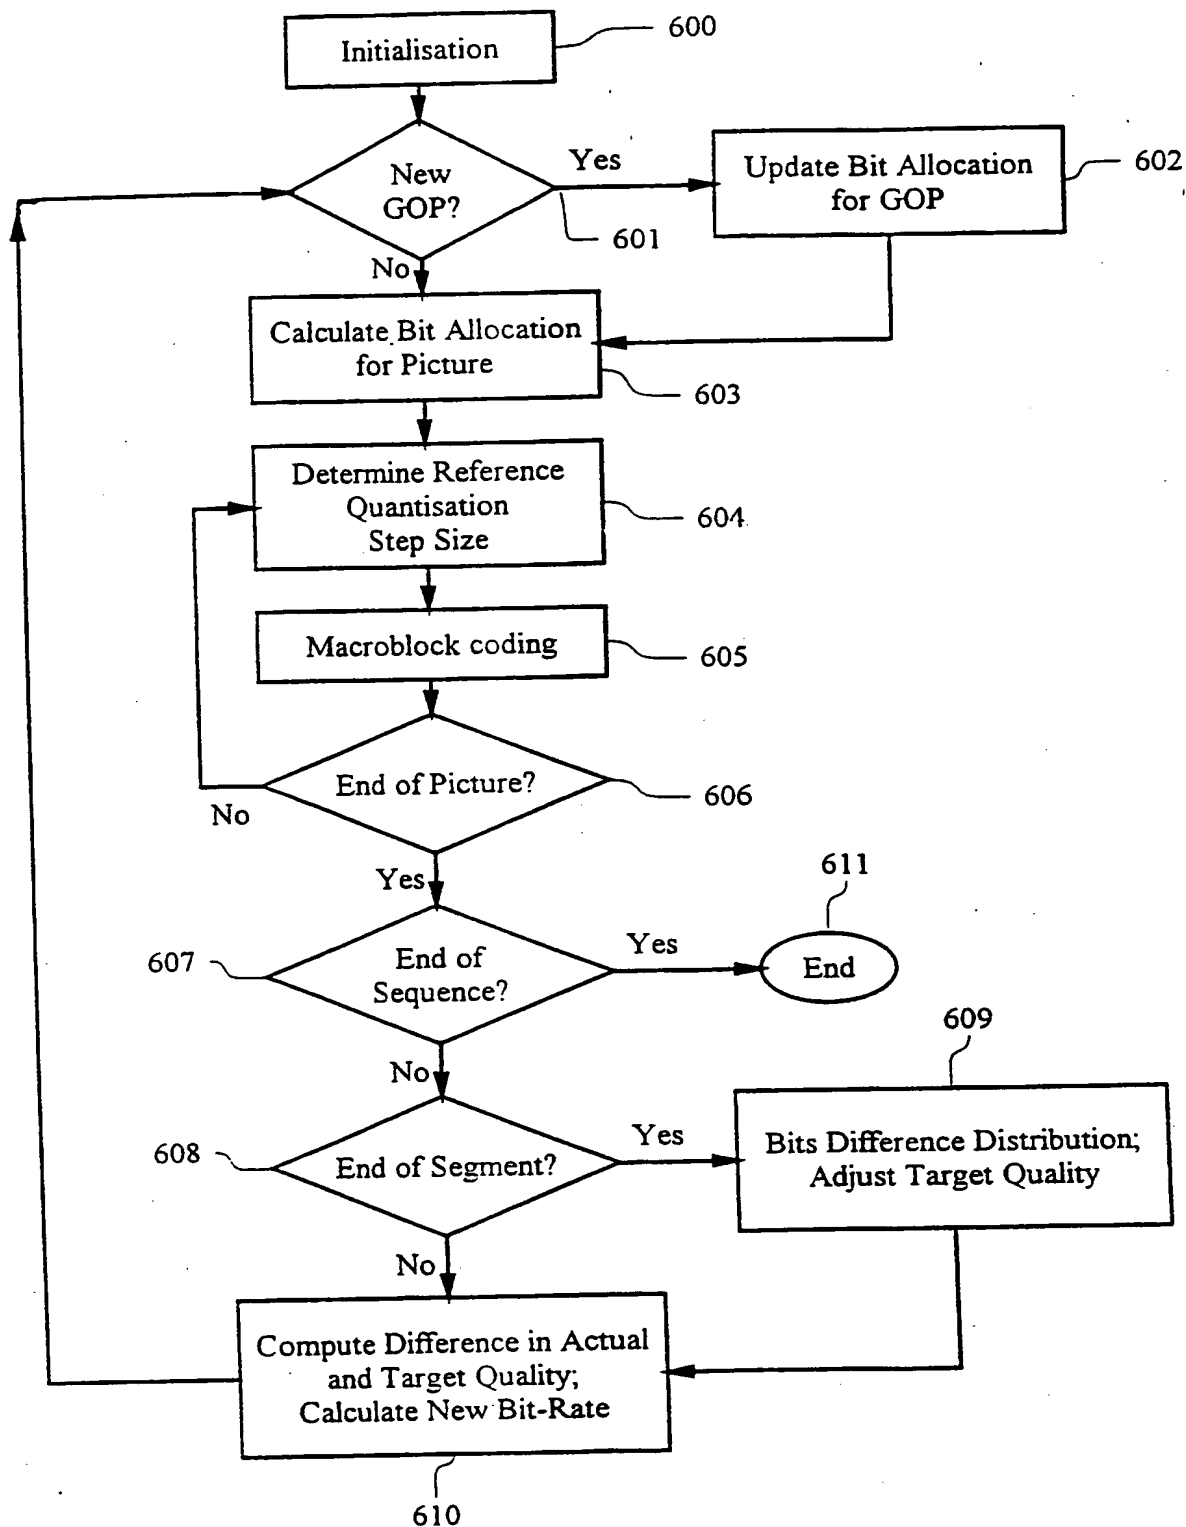 Initialisation
600
New
GOP?
Yes
601
Update Bit Allocation
for GOP
602
No
Calculate Bit Allocation
for Picture
603
Determine Reference
Quantisation
Step Size
604
Macroblock coding
605
End of Picture?
606
No
Yes
607
End of
Sequence?
Yes
611
End
No
608
End of Segment?
Yes
609
Bits Difference Distribution;
Adjust Target Quality
No
Compute Difference in Actual
and Target Quality;
Calculate New Bit-Rate
610